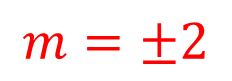 m = ±2